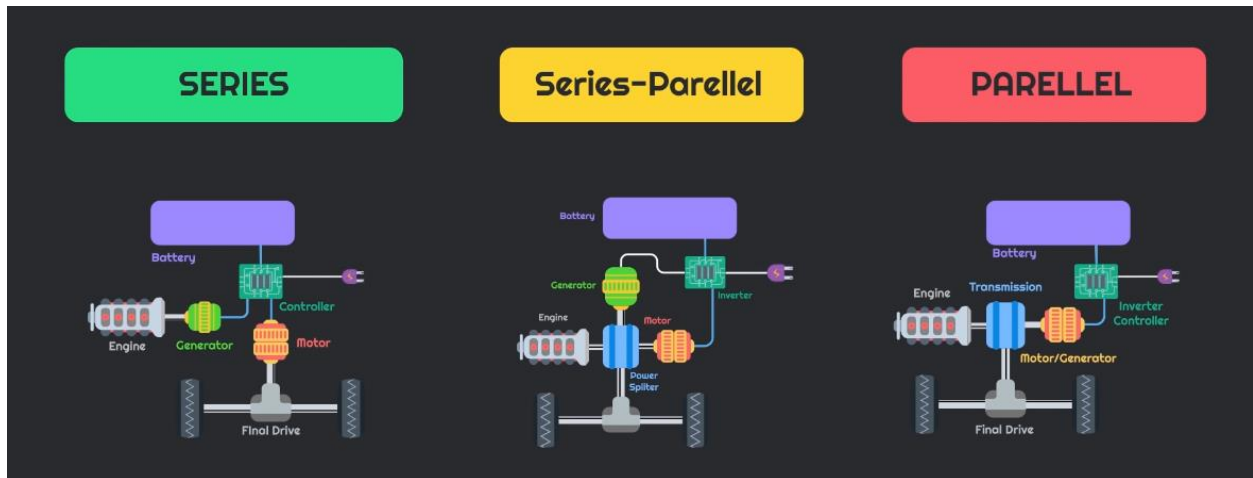 SERIES
Battery
Controller
Engine
Generator
Motor
FInal Drive
Series-Parellel
Battery
Generator
Inverter
Engine
Motor
Power
Spliter
PARELLEL
Battery
Engine
Transmission
Inverter
Controller
Motor/Generator
Final Drive